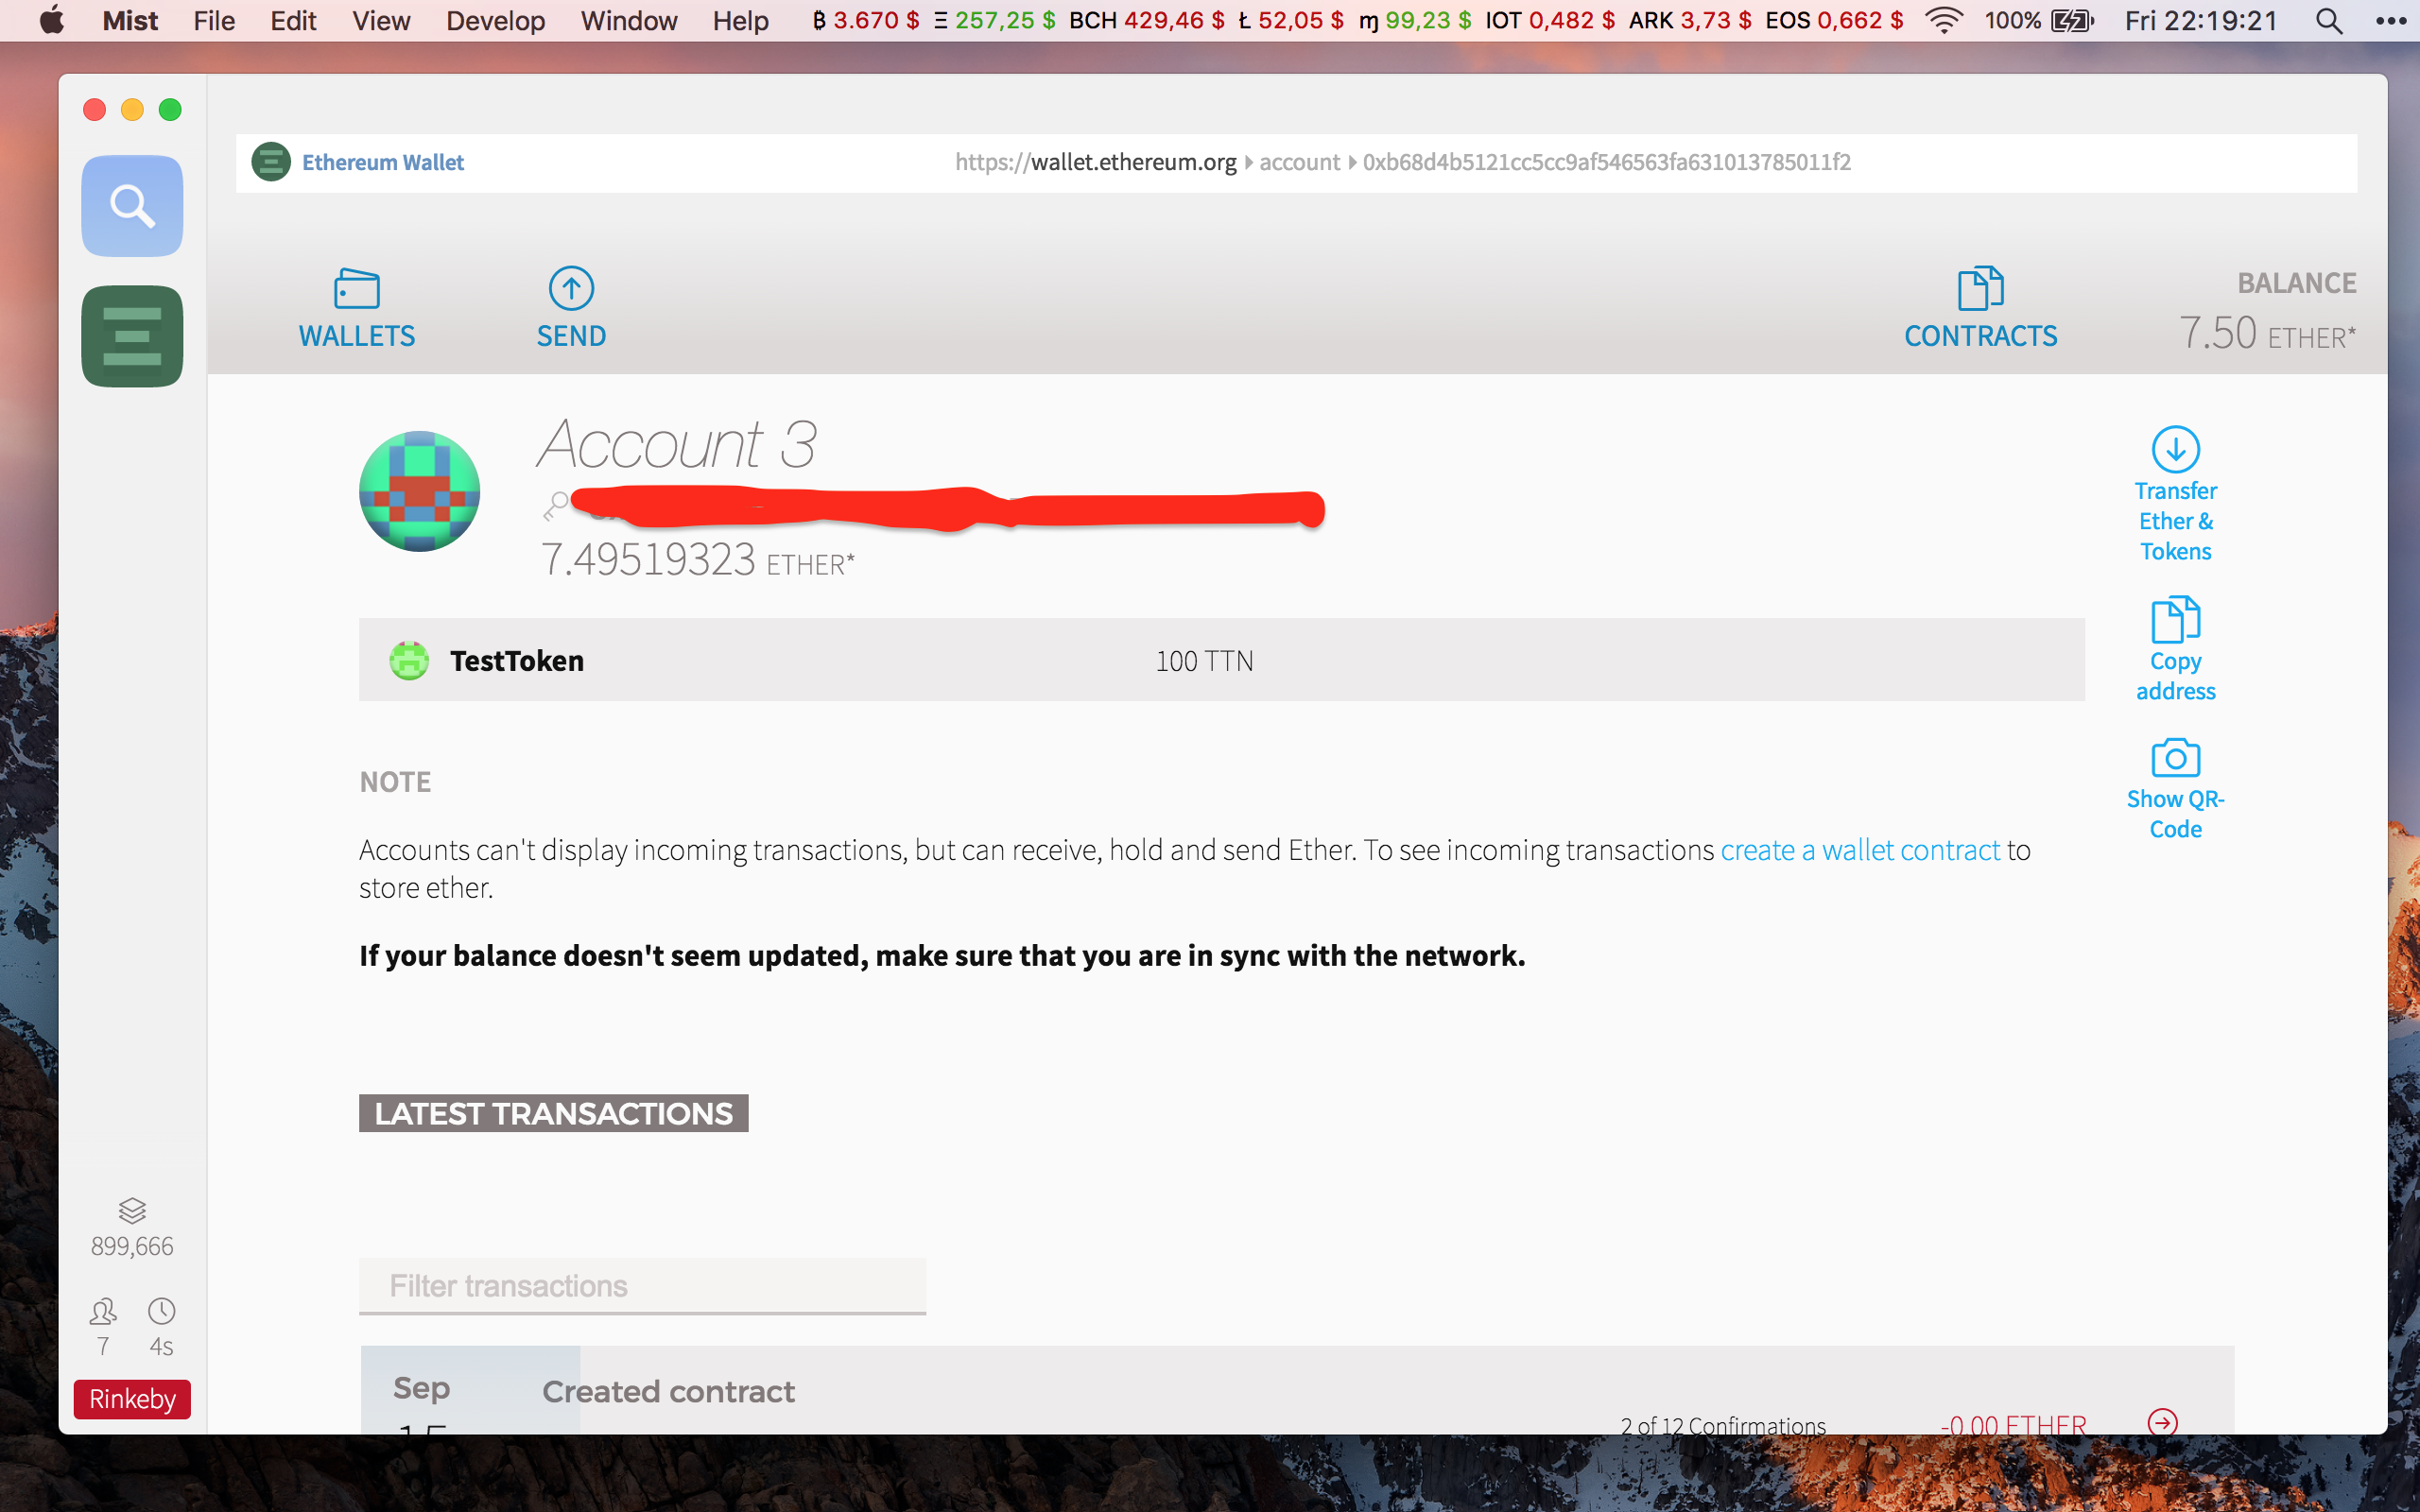 Mist File Edit View Develop Window Help ₿ 3.670 $ Ξ 257,25 $ BCH 429,46 $ Ł 52,05 $ ɱ 99,23 $ IOT 0,482 $ ARK 3,73 $ EOS 0,662 $ 100% Fri 22:19:21
Ethereum Wallet https://wallet.ethereum.org account 0xb68d4b5121cc5cc9af546563fa631013785011f2
WALLETS SEND CONTRACTS BALANCE
7.50 ETHER*
Account 3
7.49519323 ETHER*
Transfer
Ether &
Tokens
TestToken 100 TTN
Copy
address
Show QR-
Code
NOTE
Accounts can't display incoming transactions, but can receive, hold and send Ether. To see incoming transactions create a wallet contract to
store ether.
If your balance doesn't seem updated, make sure that you are in sync with the network.
LATEST TRANSACTIONS
Filter transactions
899,666
7 4s
Rinkeby
Sep
15
Created contract
2 of 12 Confirmations -0.00 ETHER